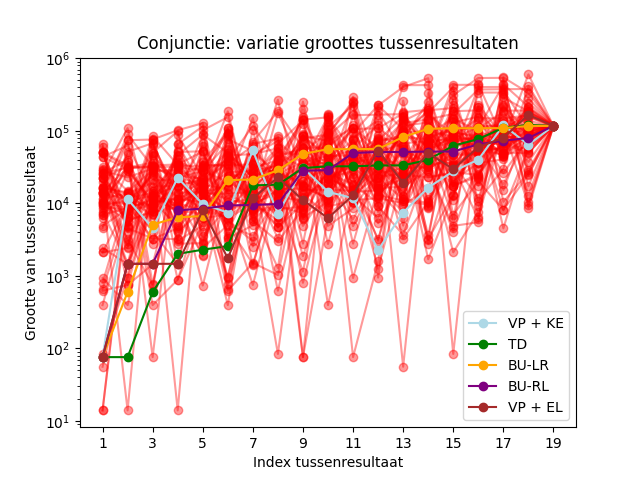 Conjunctie: variatie groottes tussenresultaten
Grootte van tussenresultaat
10^6
10^5
10^4
10^3
10^2
10^1
VP + KE
TD
BU-LR
BU-RL
VP + EL
1 3 5 7 9 11 13 15 17 19
Index tussenresultaat